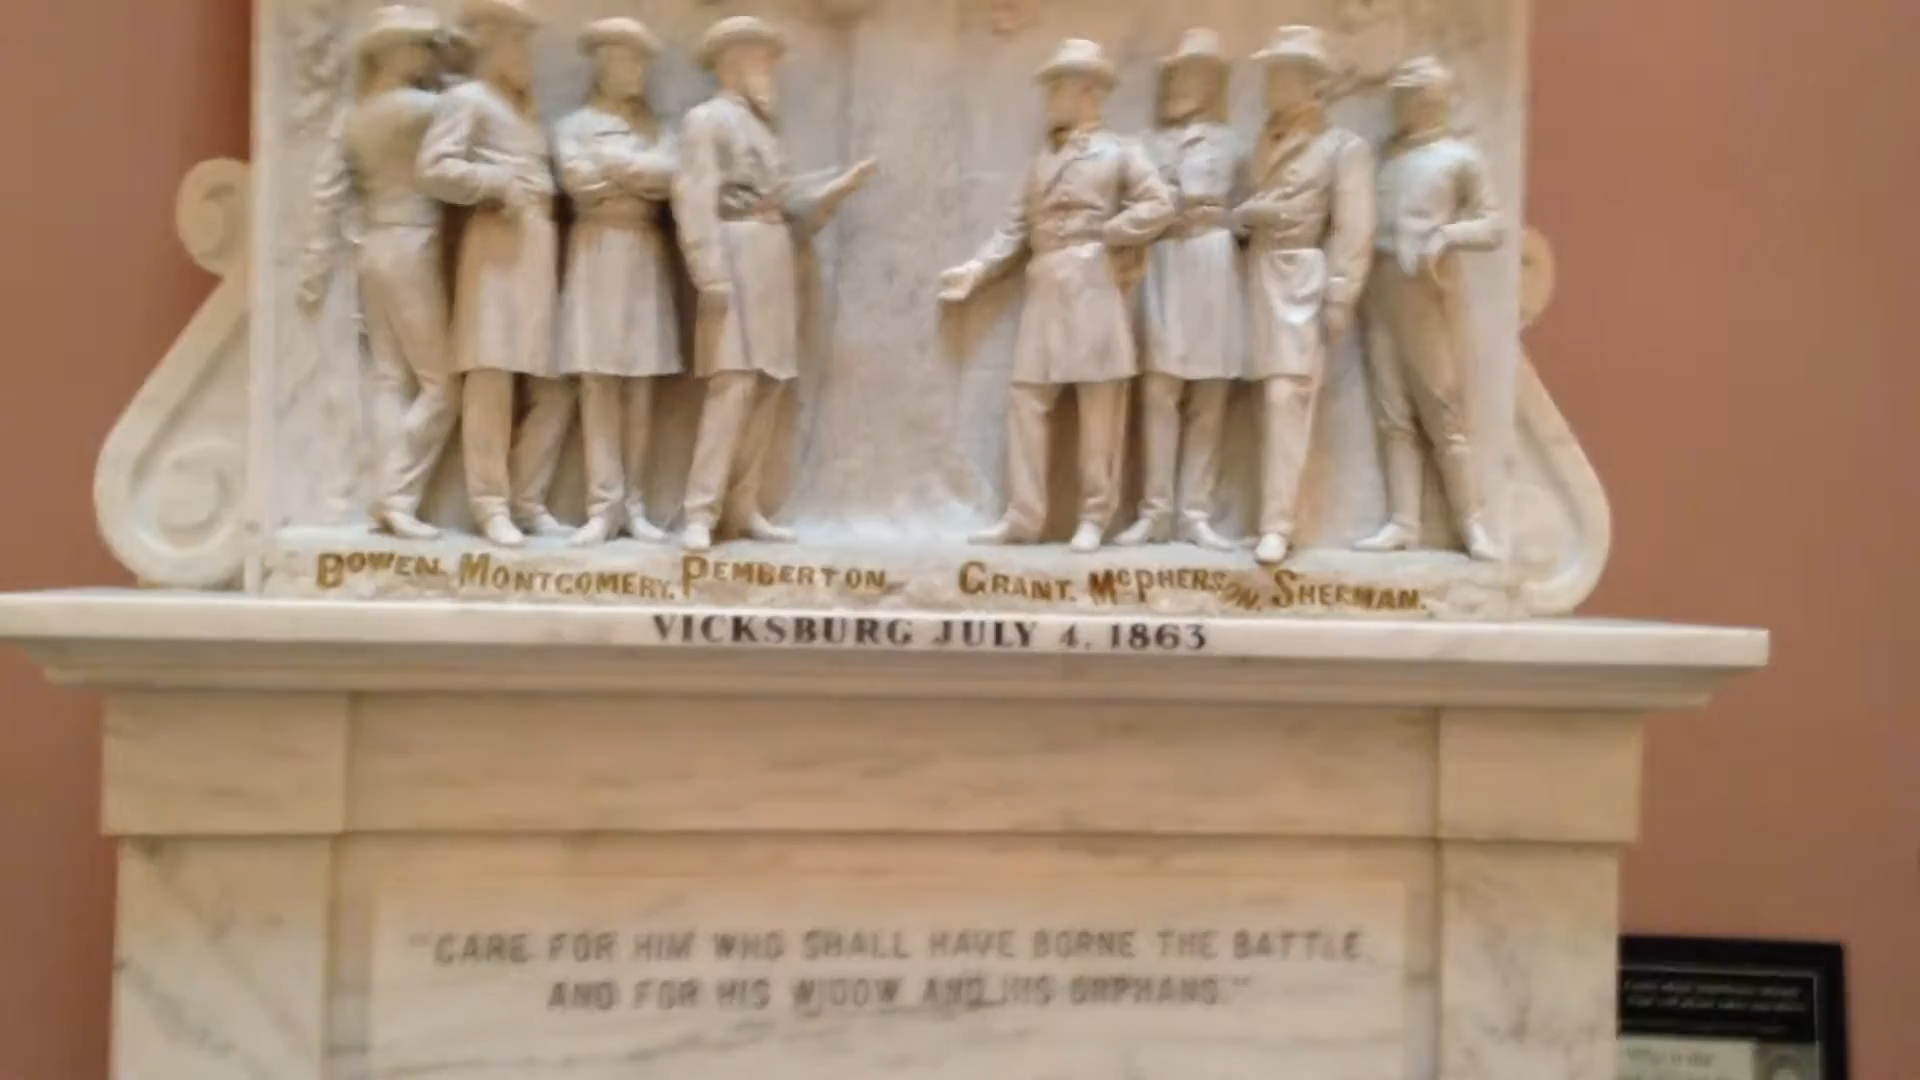 BOWEN. MONTGOMERY. PEMBERTON. GRANT. MCPHERSON. SHERMAN.
VICKSBURG JULY 4, 1863
"CARE FOR HIM WHO SHALL HAVE BORNE THE BATTLE,
AND FOR HIS WIDOW AND HIS ORPHANS."